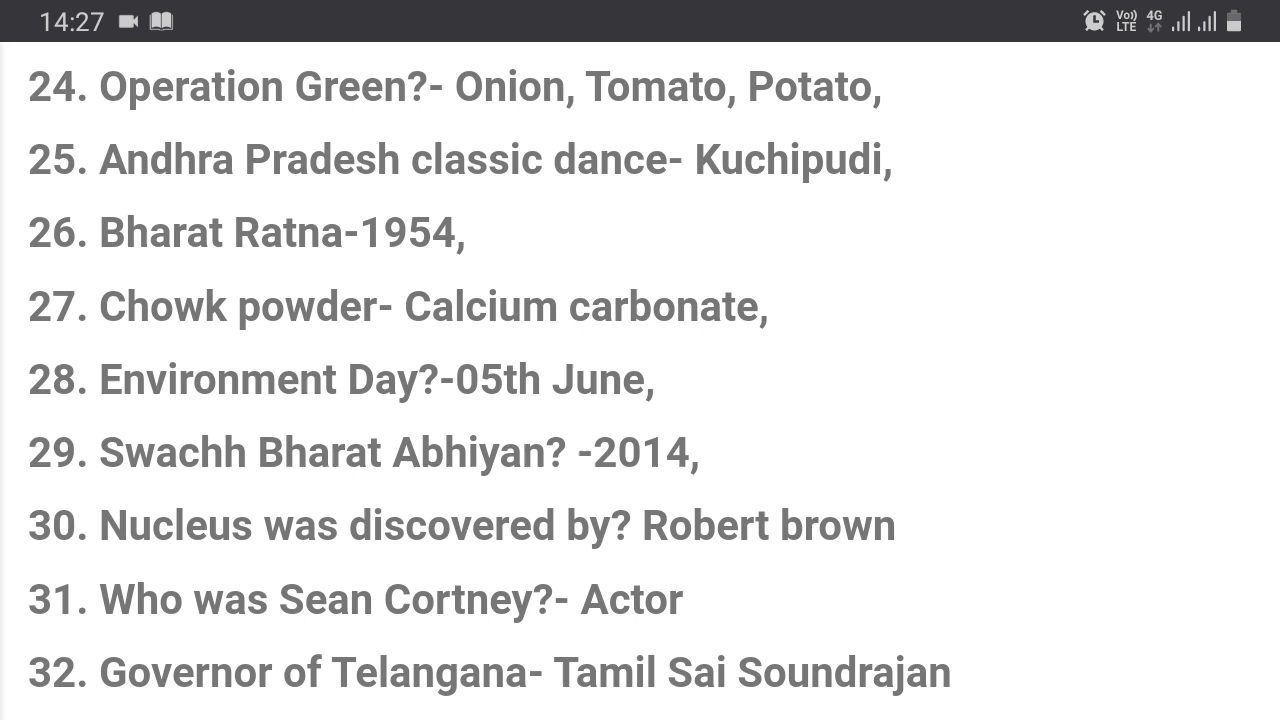 14:27 Vo)) LTE 4G
24. Operation Green?- Onion, Tomato, Potato,
25. Andhra Pradesh classic dance- Kuchipudi,
26. Bharat Ratna-1954,
27. Chowk powder- Calcium carbonate,
28. Environment Day?-05th June,
29. Swachh Bharat Abhiyan? -2014,
30. Nucleus was discovered by? Robert brown
31. Who was Sean Cortney?- Actor
32. Governor of Telangana- Tamil Sai Soundrajan